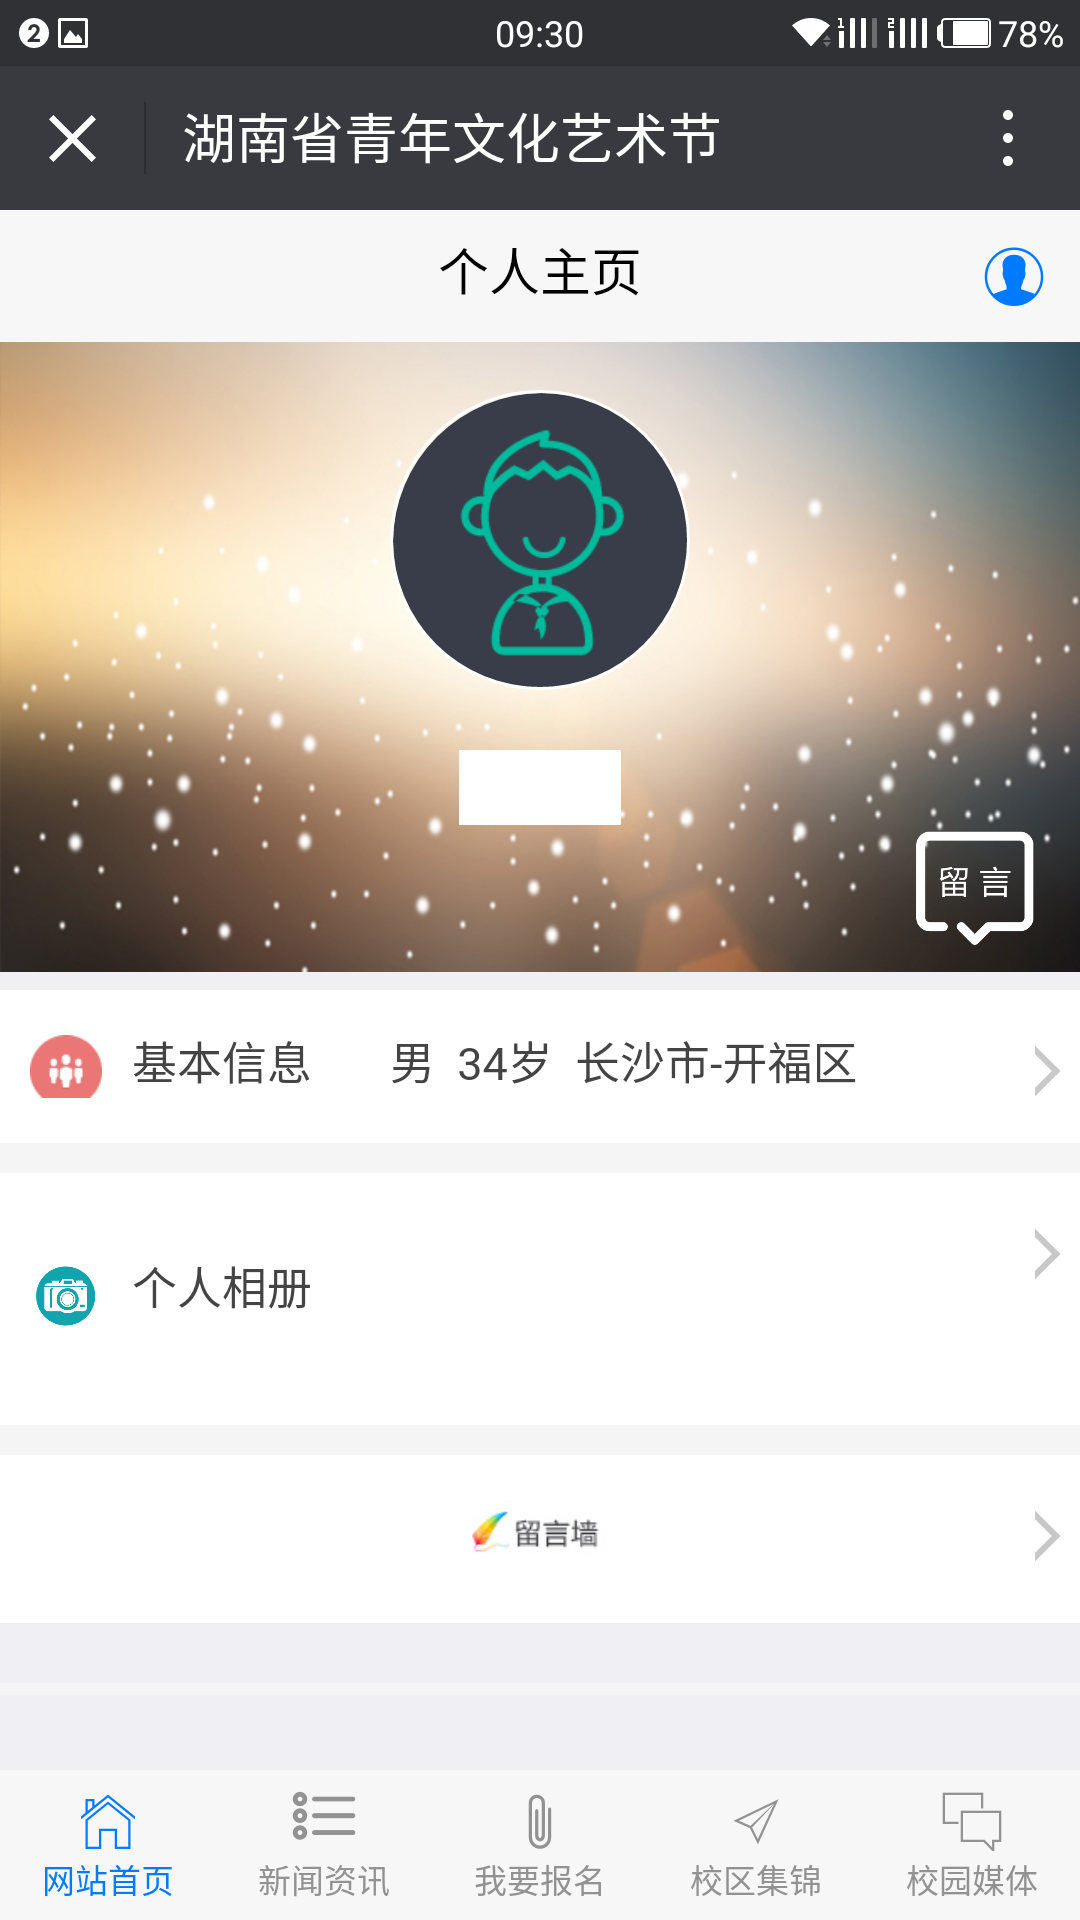 2 09:30 1 2 78%
湖南省青年文化艺术节
个人主页
留 言
基本信息 男 34岁 长沙市-开福区
个人相册
留言墙
网站首页 新闻资讯 我要报名 校区集锦 校园媒体